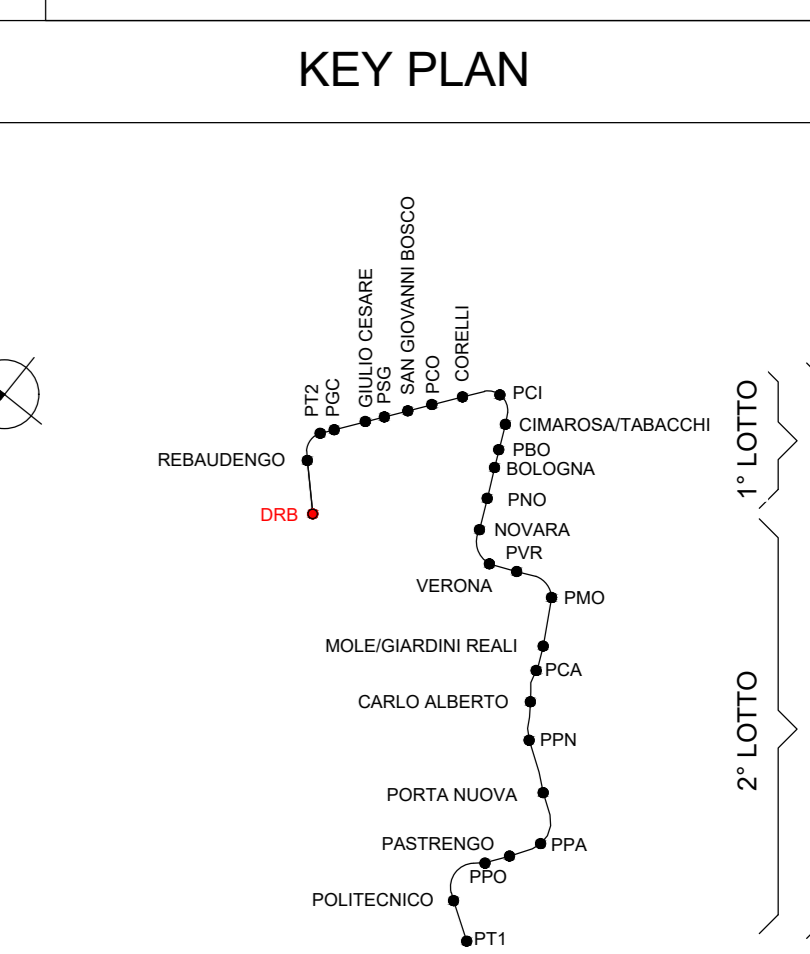 KEY PLAN
PT2
PGC
GIULIO CESARE
PSG
SAN GIOVANNI BOSCO
PCO
CORELLI
PCI
CIMAROSA/TABACCHI
REBAUDENGO
PBO
BOLOGNA
DRB
PNO
NOVARA
PVR
VERONA
PMO
MOLE/GIARDINI REALI
PCA
CARLO ALBERTO
PPN
PORTA NUOVA
PASTRENGO
PPA
PPO
POLITECNICO
PT1
1° LOTTO
2° LOTTO